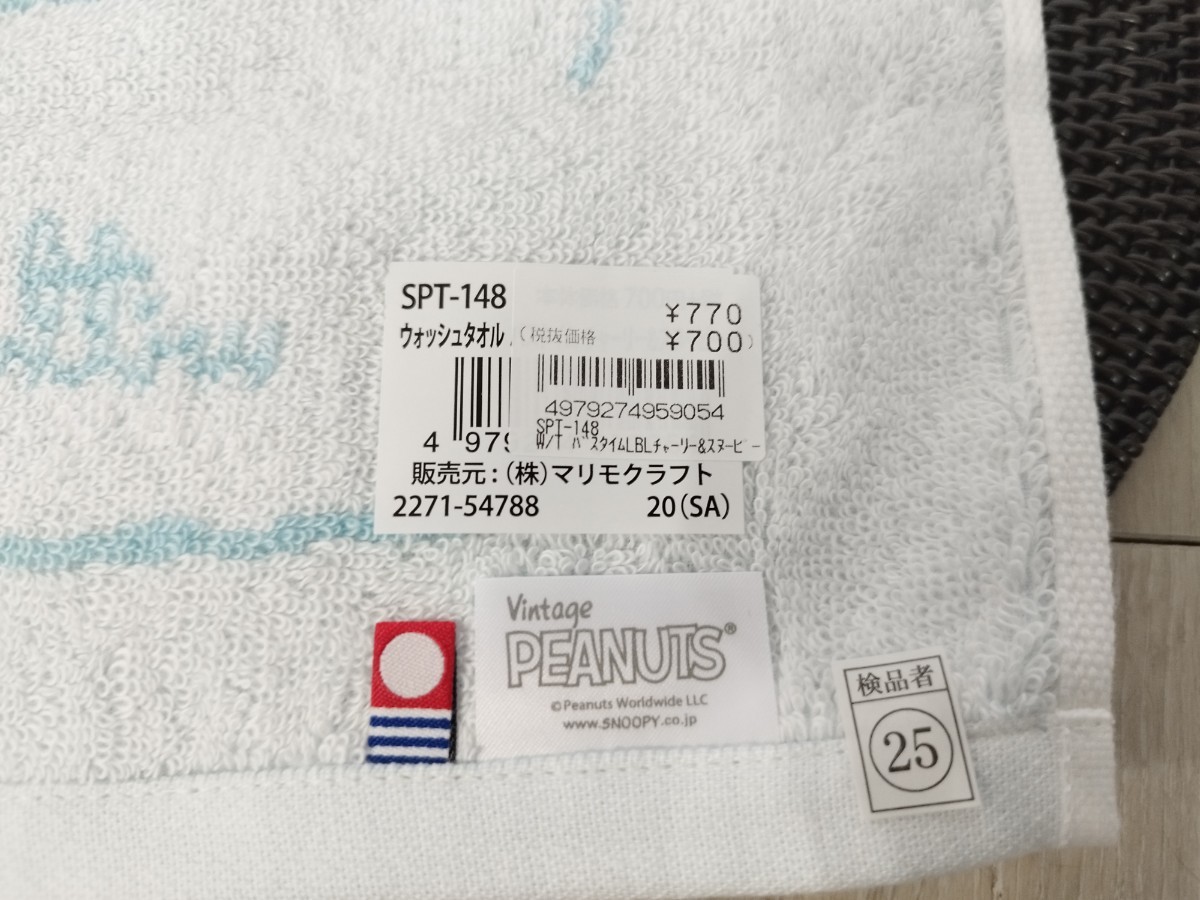 SPT-148
ウォッシュタオル
¥770
(税抜価格 ¥700)
4979274959054
SPT-148
W/T バスタイムLBLチャーリー&スヌーピー
4 979
販売元:(株)マリモクラフト
2271-54788 20(SA)
Vintage
PEANUTS®
©Peanuts Worldwide LLC
www.SNOOPY.co.jp
検品者
25